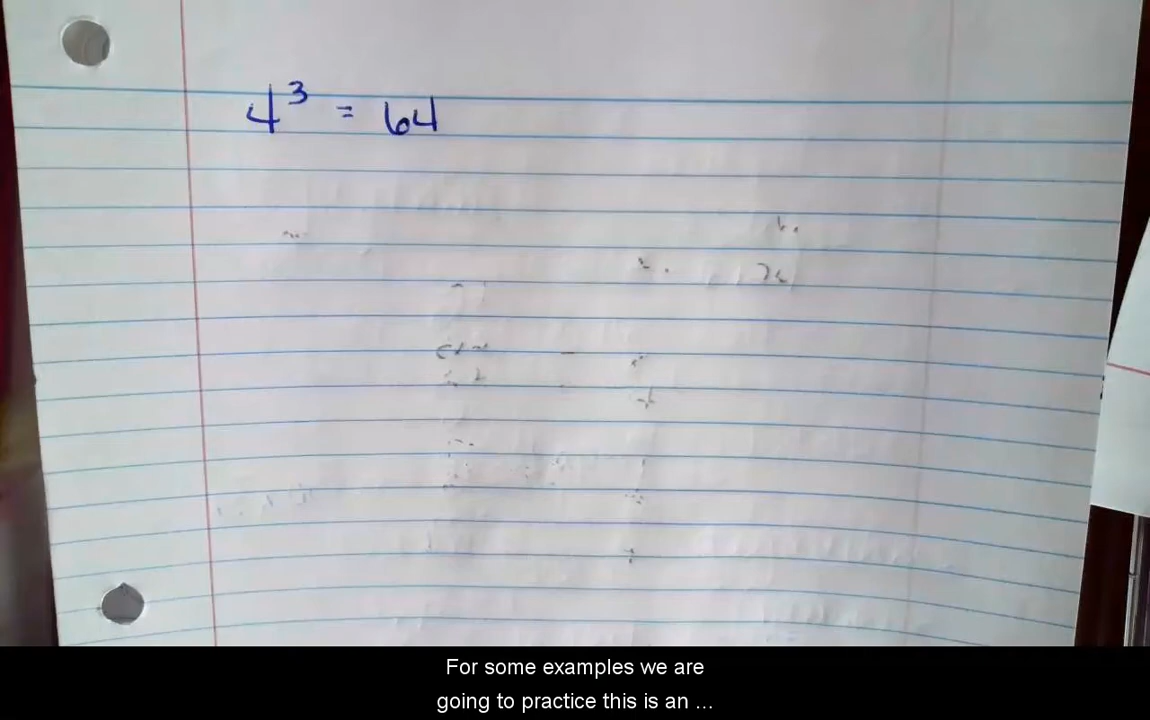 4³ = 64
For some examples we are
going to practice this is an ...